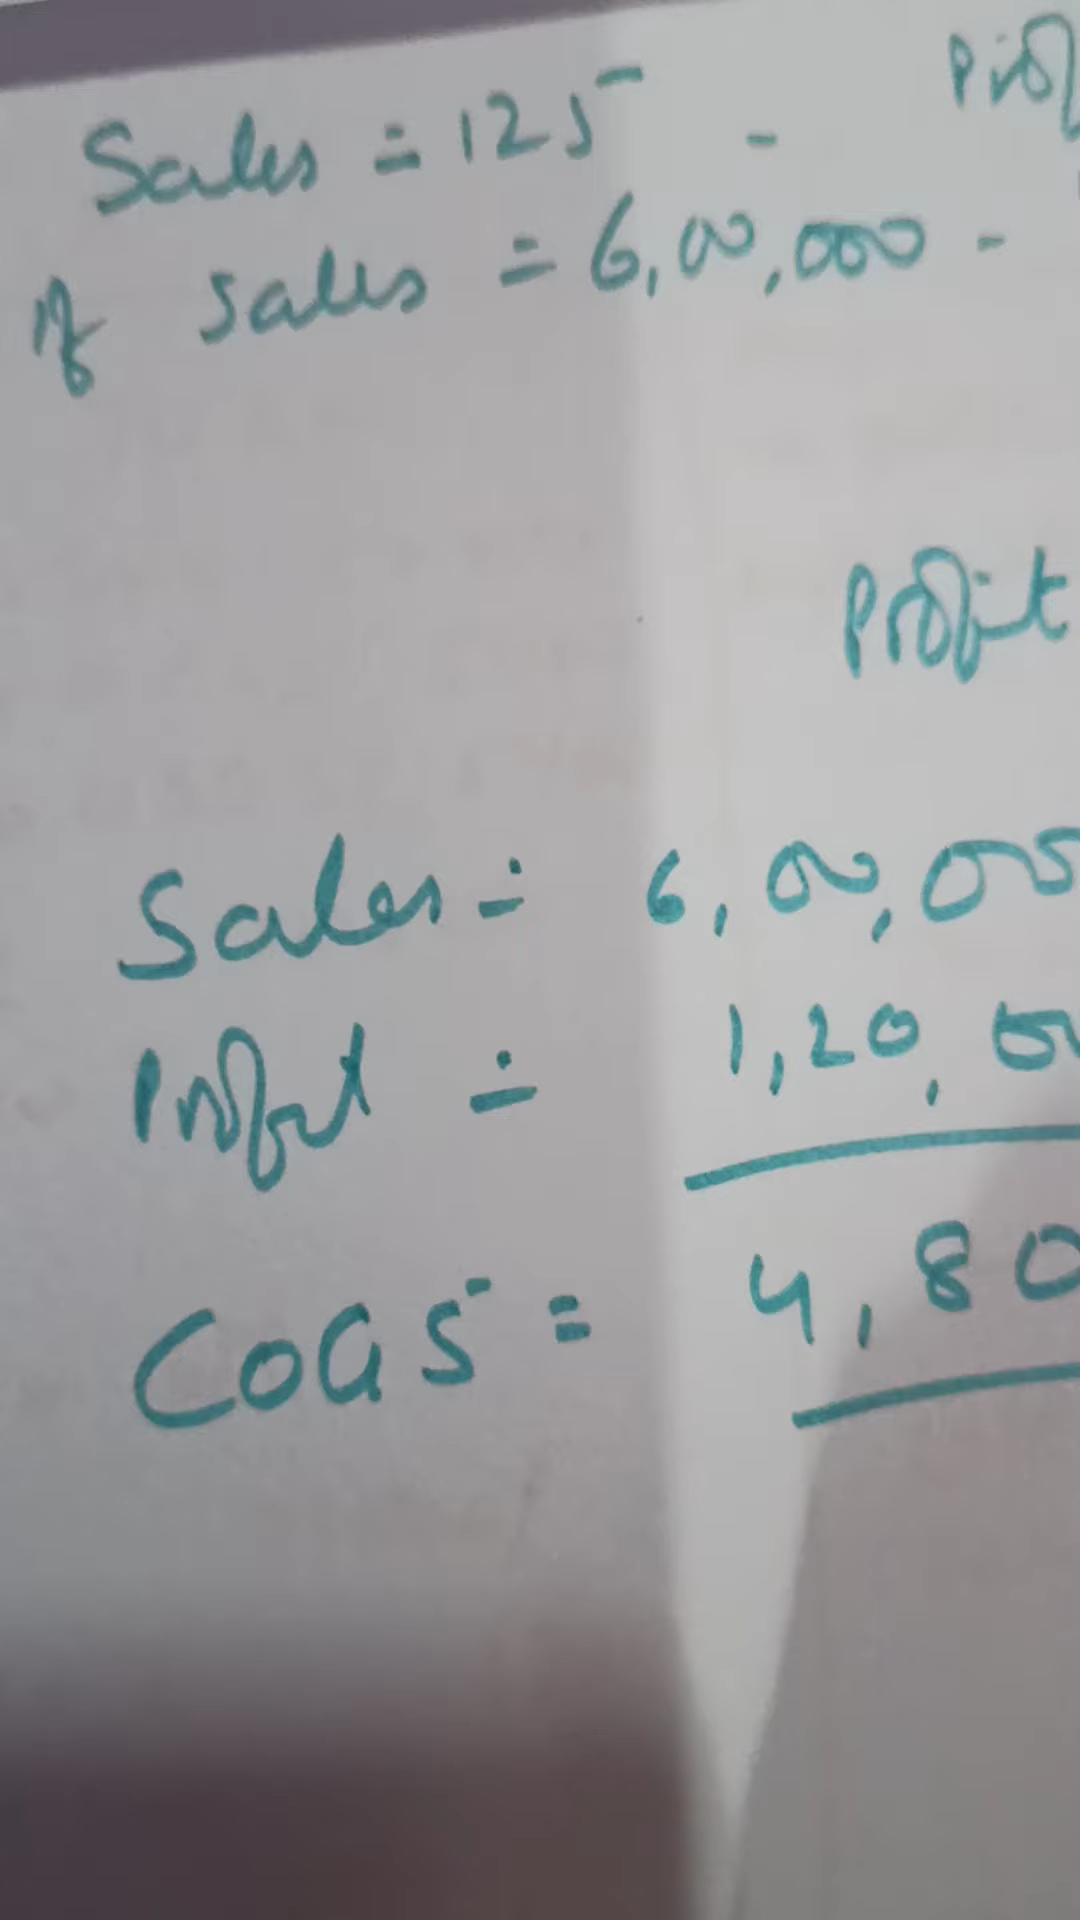 Sales = 125 -
If sales = 6,00,000 -
Profit
Sales = 6,00,00
Profit = 1,20,0
COGS = 4,80